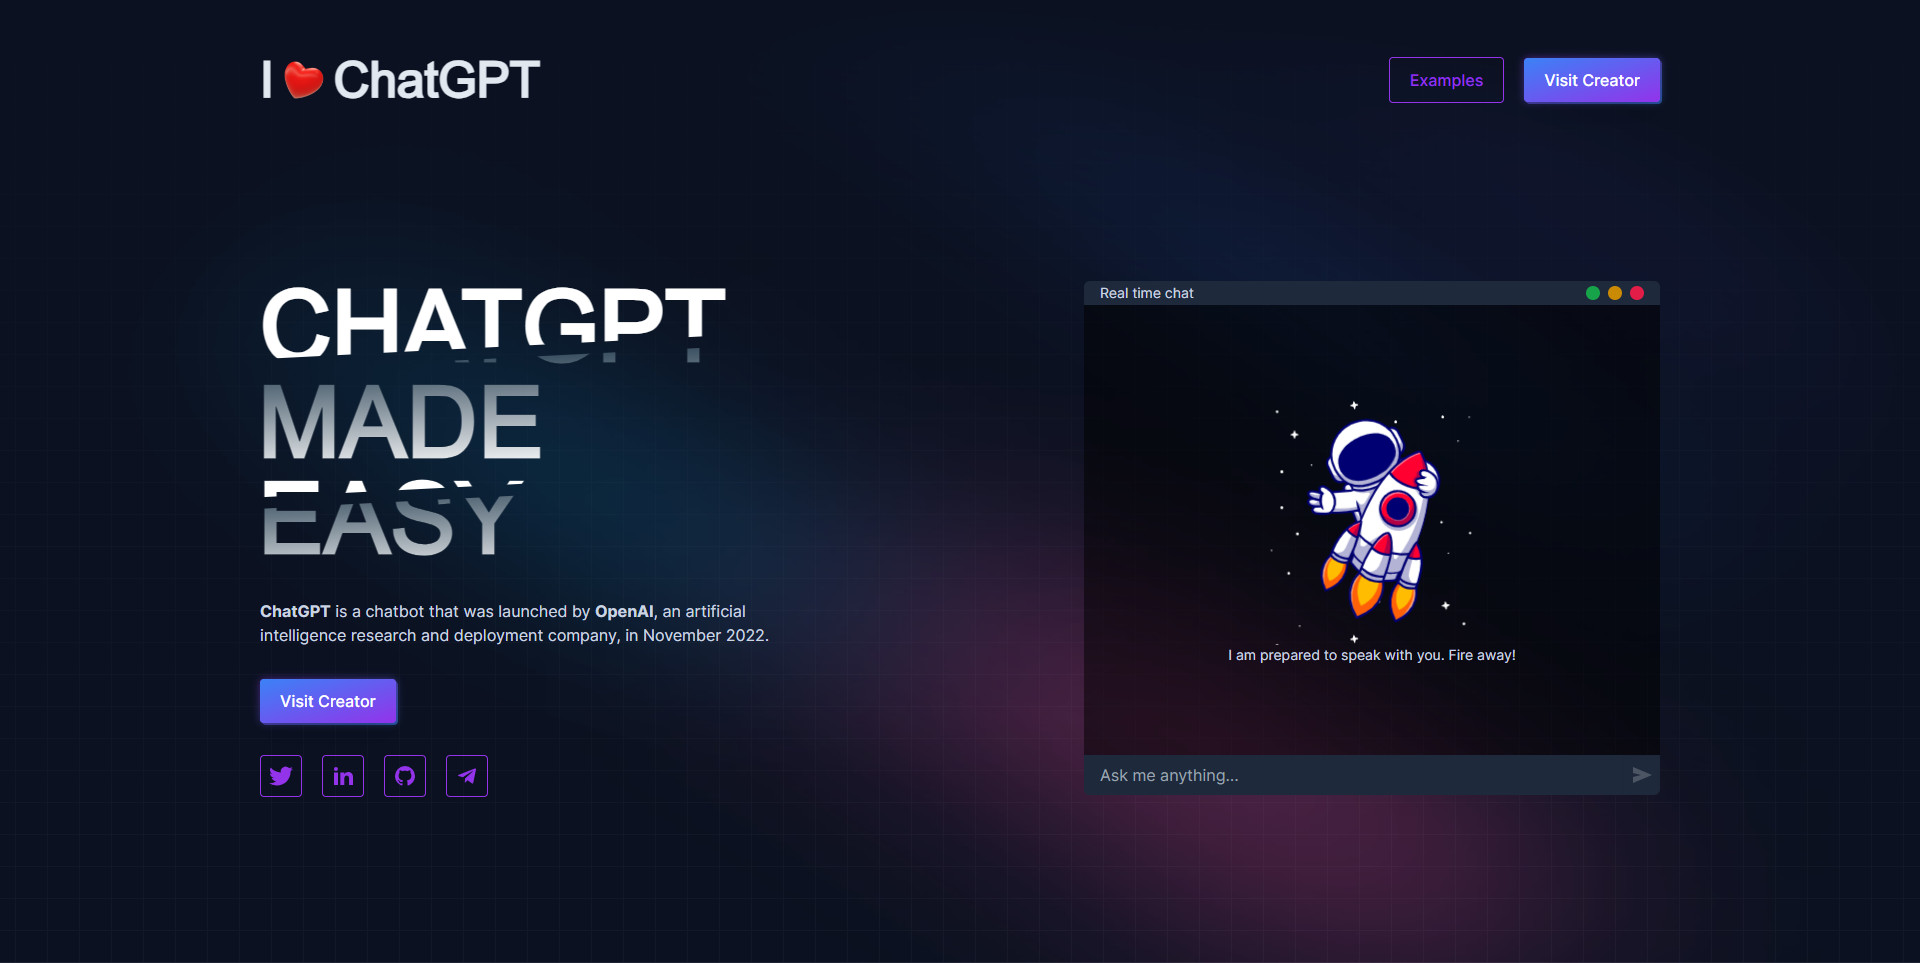 I ❤️ ChatGPT
Examples
Visit Creator
CHATGPT
MADE
EASY
ChatGPT is a chatbot that was launched by OpenAI, an artificial
intelligence research and deployment company, in November 2022.
Visit Creator
Real time chat
I am prepared to speak with you. Fire away!
Ask me anything...